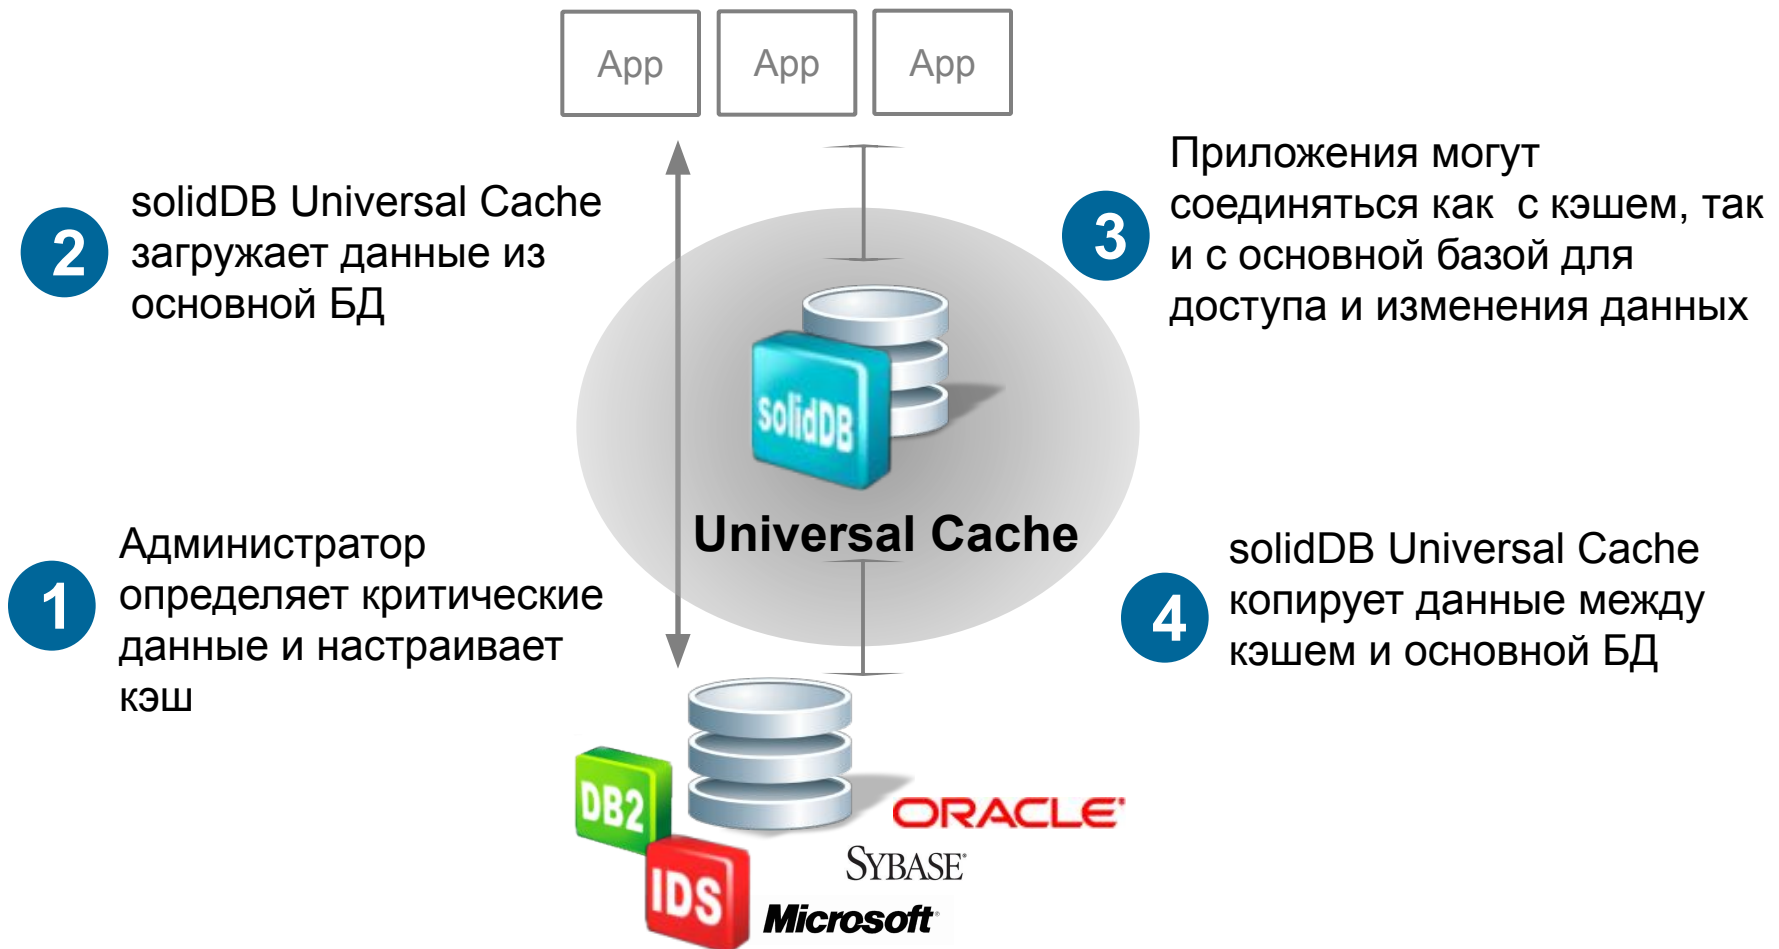 App
App
App
2
solidDB Universal Cache
загружает данные из
основной БД
3
Приложения могут
соединяться как  с кэшем, так
и с основной базой для
доступа и изменения данных
solidDB
Universal Cache
1
Администратор
определяет критические
данные и настраивает
кэш
4
solidDB Universal Cache
копирует данные между
кэшем и основной БД
DB2
IDS
ORACLE®
SYBASE®
Microsoft®